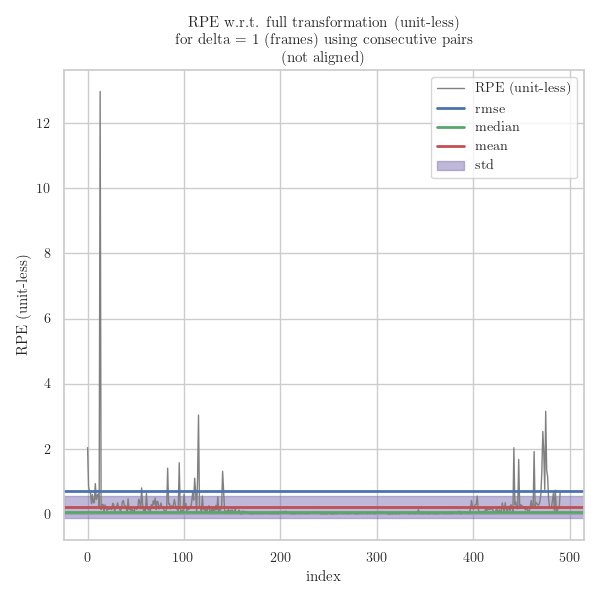 RPE w.r.t. full transformation (unit-less)
for delta = 1 (frames) using consecutive pairs
(not aligned)
RPE (unit-less)
rmse
median
mean
std
12
10
8
6
4
2
0
RPE (unit-less)
0
100
200
300
400
500
index